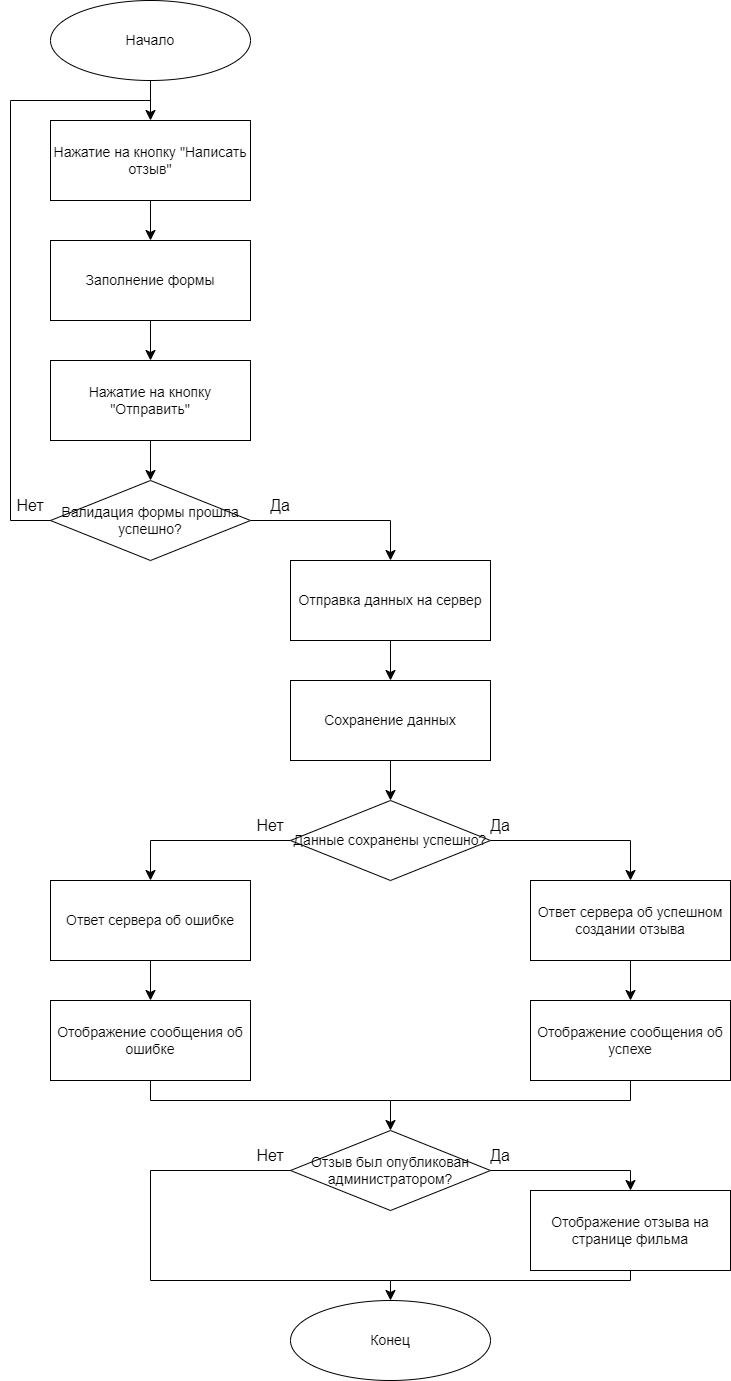 Начало
Нажатие на кнопку "Написать
отзыв"
Заполнение формы
Нажатие на кнопку
"Отправить"
Нет
Валидация формы прошла
успешно?
Да
Отправка данных на сервер
Сохранение данных
Нет
Данные сохранены успешно?
Да
Ответ сервера об ошибке
Ответ сервера об успешном
создании отзыва
Отображение сообщения об
ошибке
Отображение сообщения об
успехе
Нет
Отзыв был опубликован
администратором?
Да
Отображение отзыва на
странице фильма
Конец